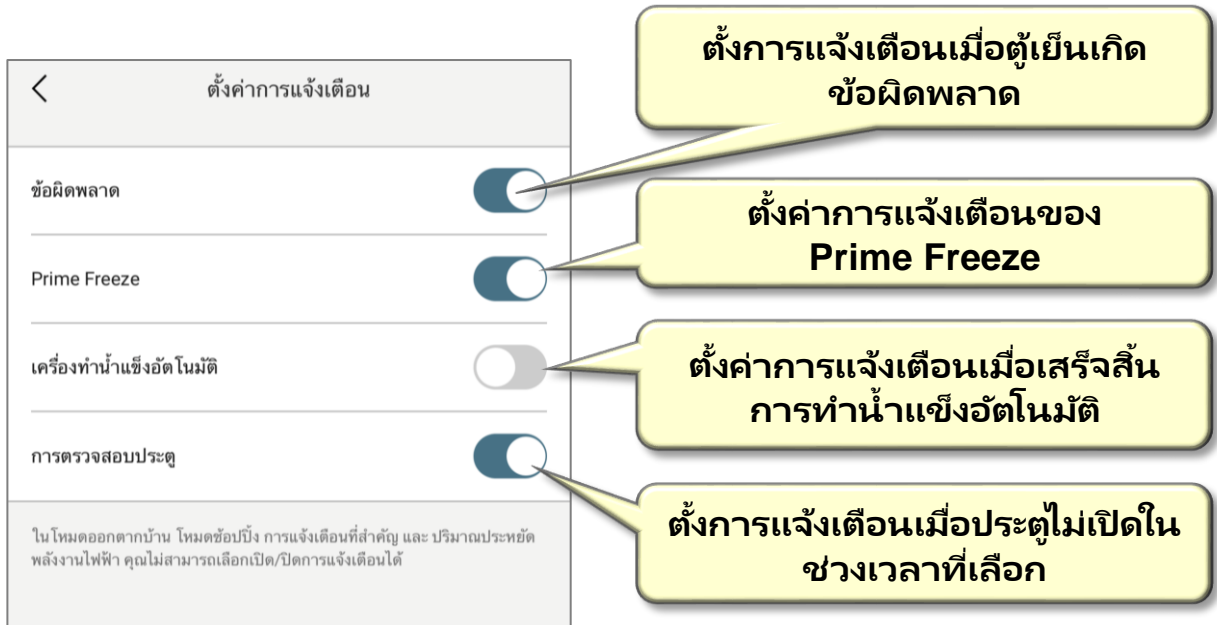 ตั้งค่าการแจ้งเตือน
ข้อผิดพลาด
Prime Freeze
เครื่องทำน้ำแข็งอัตโนมัติ
การตรวจสอบประตู
ในโหมดออกตากบ้าน โหมดช้อปปิ้ง การแจ้งเตือนที่สำคัญ และ ปริมาณประหยัด
พลังงานไฟฟ้า คุณไม่สามารถเลือกเปิด/ปิดการแจ้งเตือนได้
ตั้งการแจ้งเตือนเมื่อตู้เย็นเกิด
ข้อผิดพลาด
ตั้งค่าการแจ้งเตือนของ
Prime Freeze
ตั้งค่าการแจ้งเตือนเมื่อเสร็จสิ้น
การทำน้ำแข็งอัตโนมัติ
ตั้งการแจ้งเตือนเมื่อประตูไม่เปิดใน
ช่วงเวลาที่เลือก